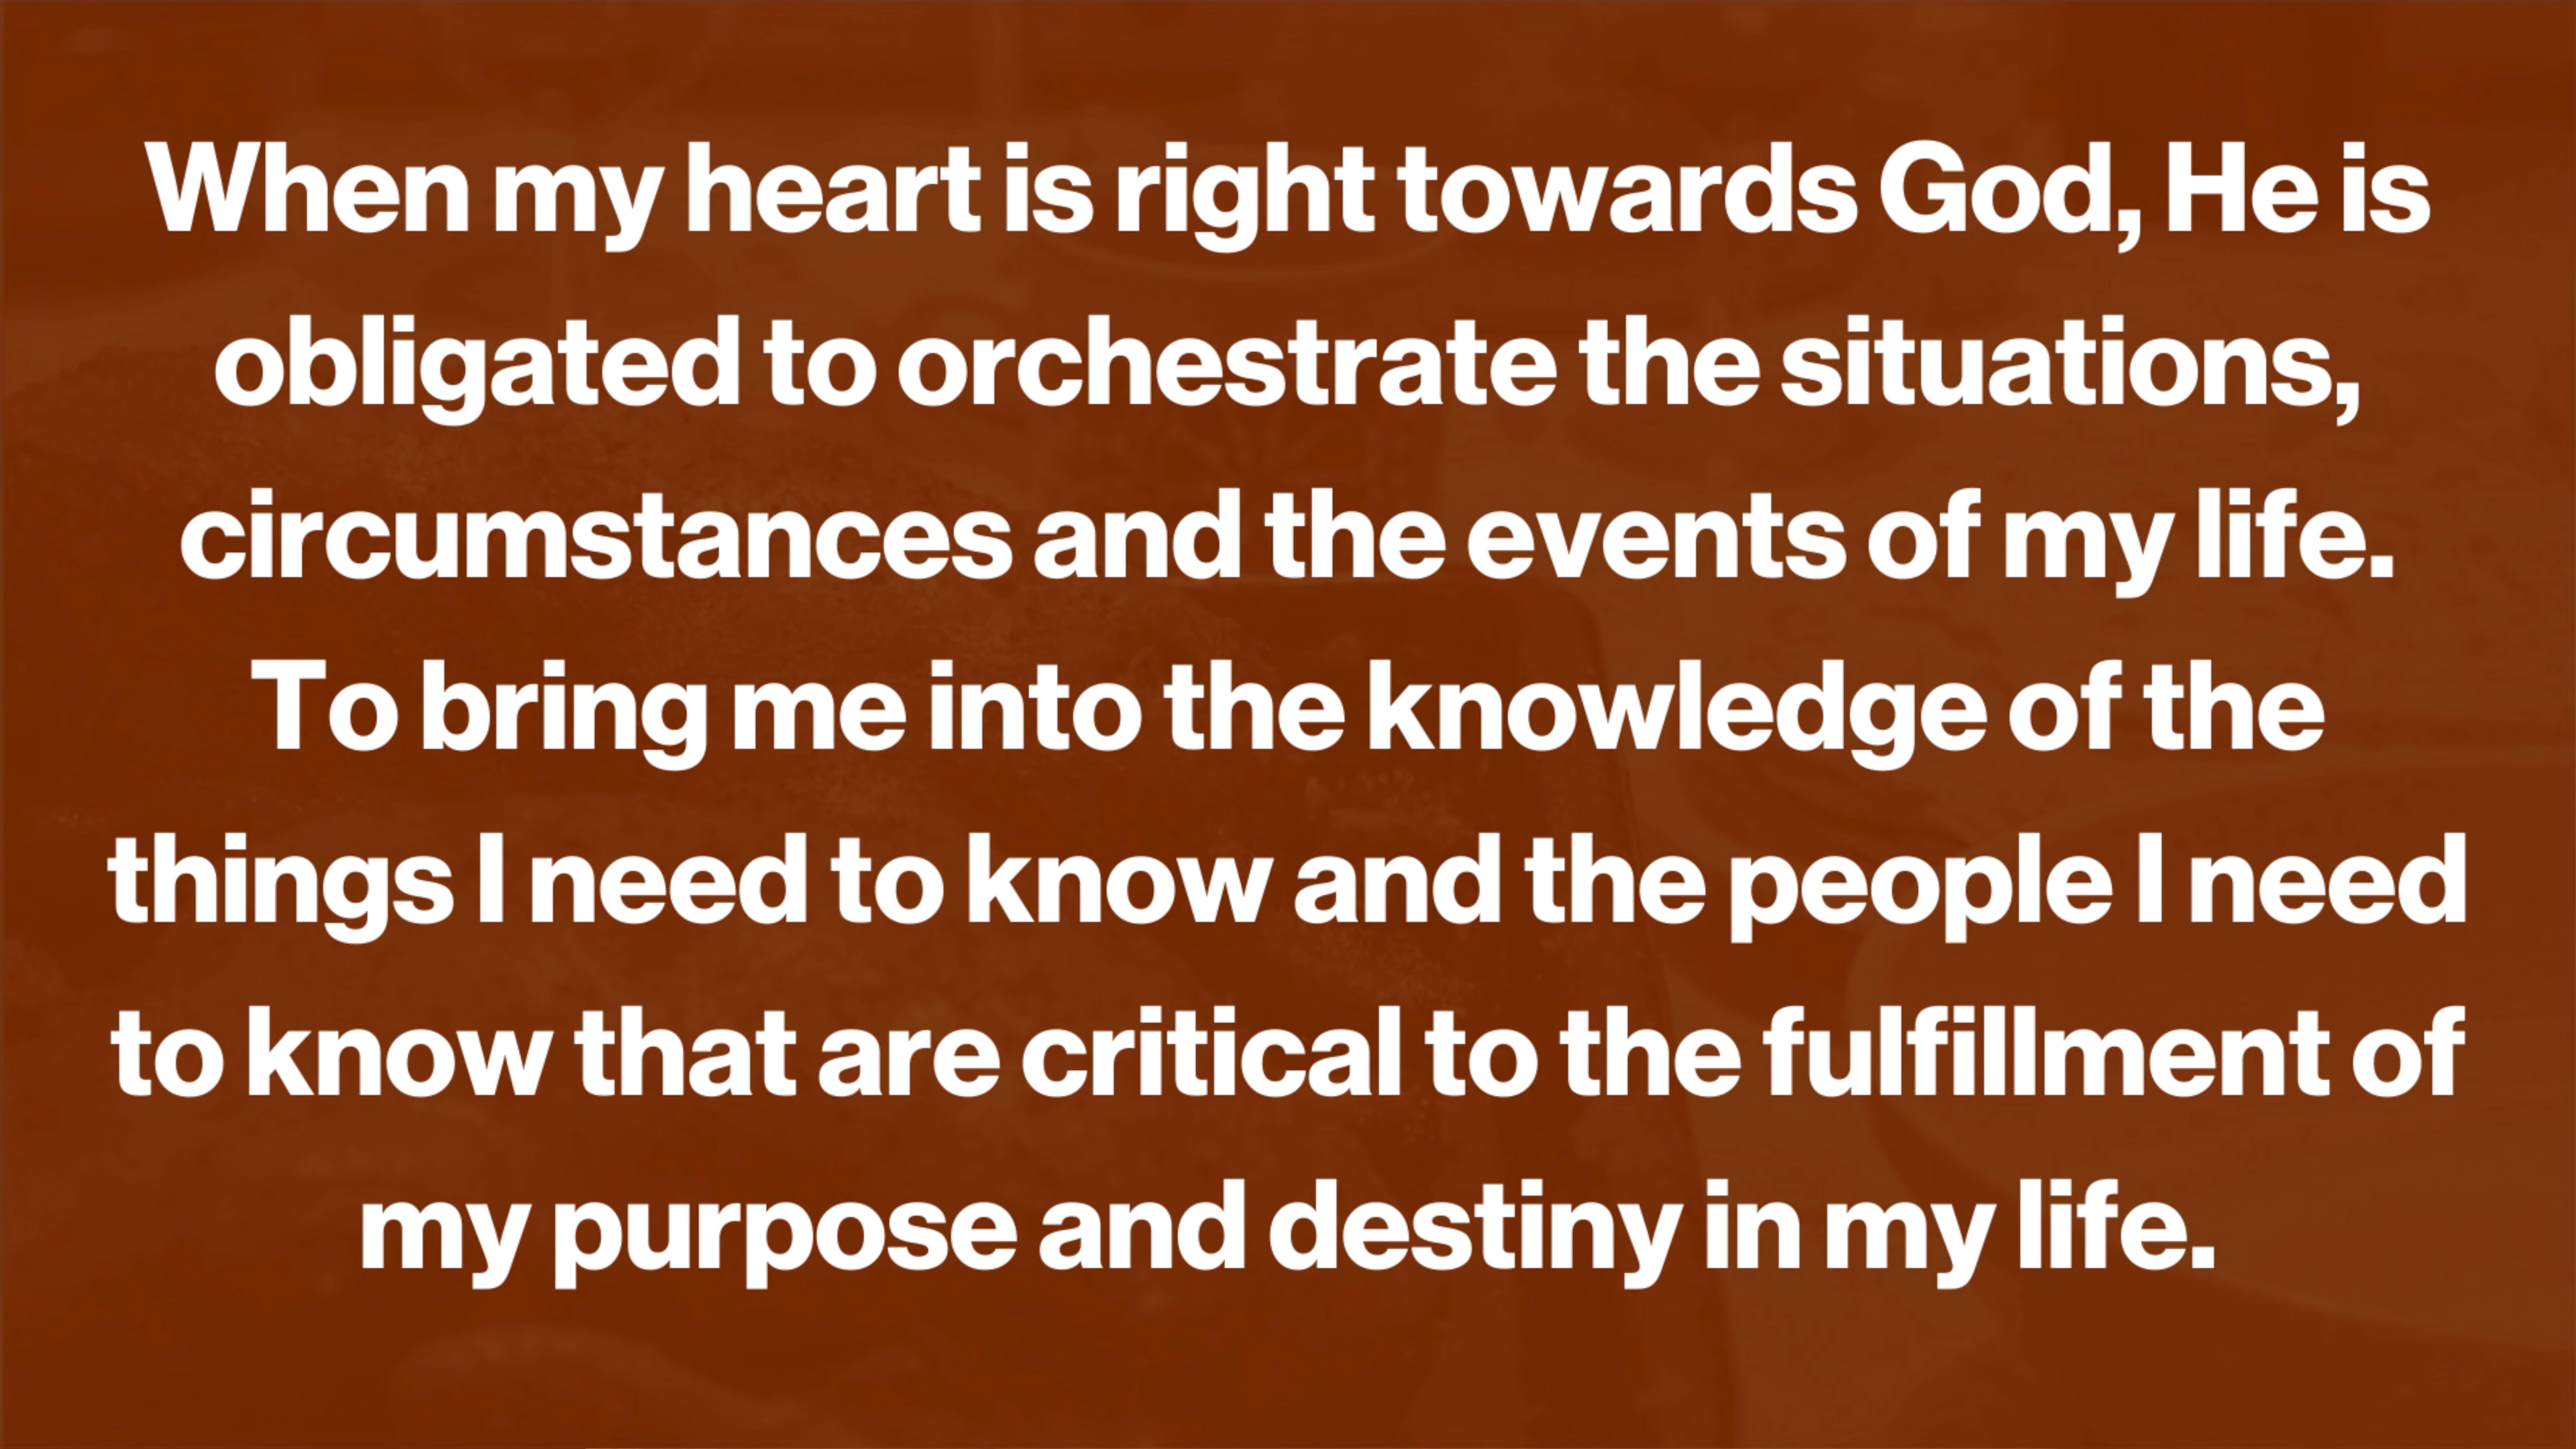 When my heart is right towards God, He is
obligated to orchestrate the situations,
circumstances and the events of my life.
To bring me into the knowledge of the
things I need to know and the people I need
to know that are critical to the fulfillment of
my purpose and destiny in my life.